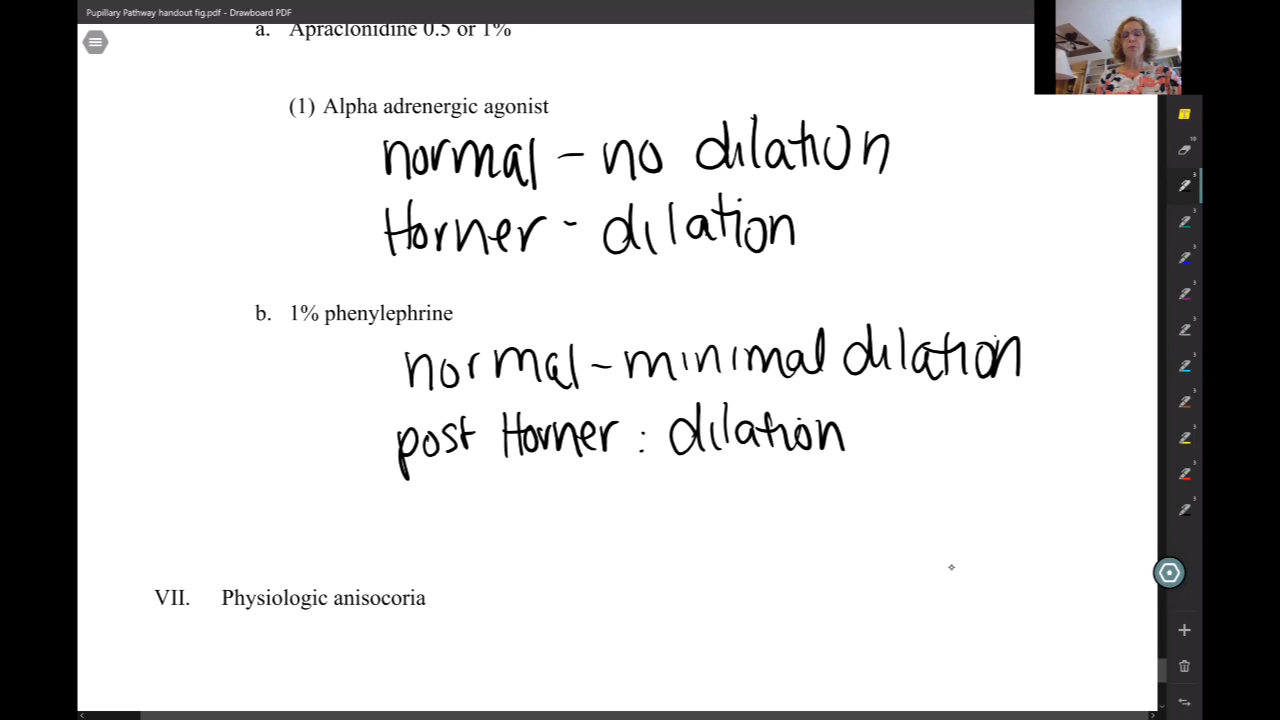 Pupillary Pathway handout fig.pdf - Drawboard PDF
a. Apraclonidine 0.5 or 1%
(1) Alpha adrenergic agonist
normal - no dilation
Horner - dilation
b. 1% phenylephrine
normal - minimal dilation
post Horner : dilation
VII. Physiologic anisocoria